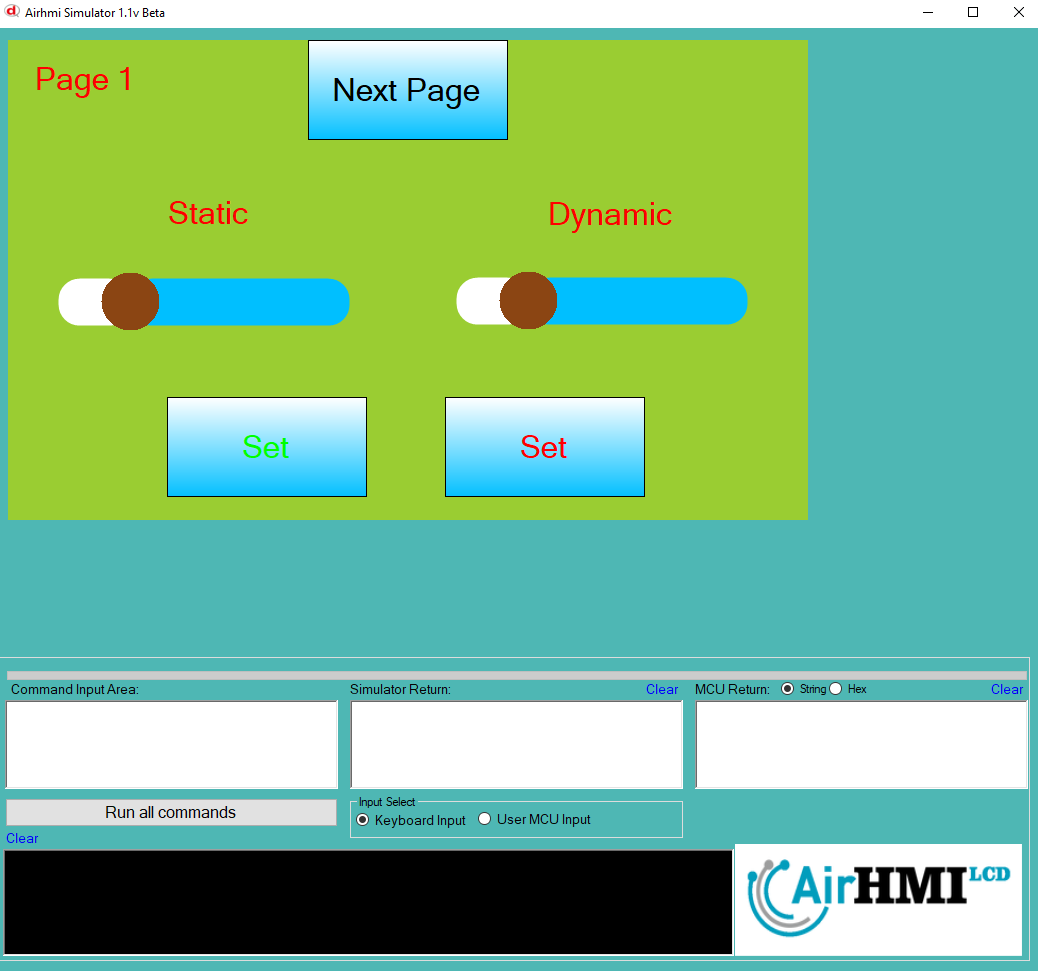 Airhmi Simulator 1.1v Beta
Page 1
Next Page
Static
Dynamic
Set
Set
Command Input Area:
Simulator Return:
Clear
MCU Return:
String
Hex
Clear
Run all commands
Input Select
Keyboard Input
User MCU Input
Clear
AirHMI LCD